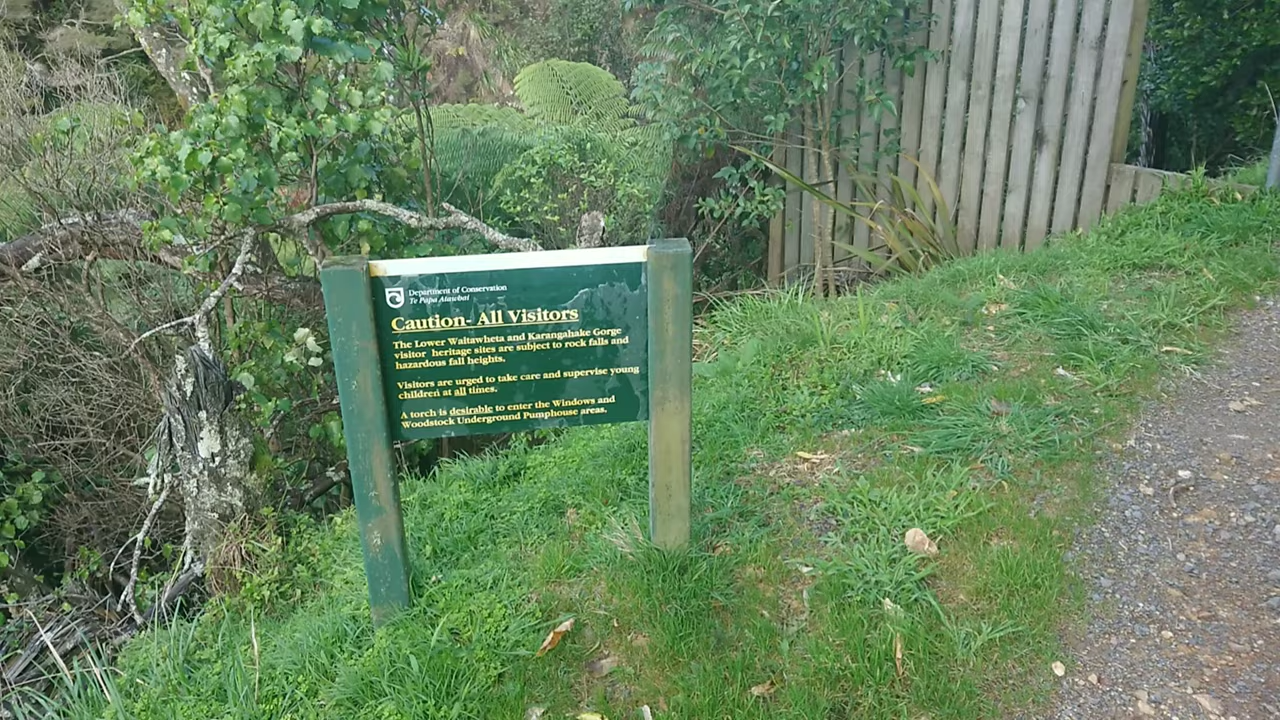 Department of Conservation
Te Papa Atawhai
Caution- All Visitors
The Lower Waitawheta and Karangahake Gorge
visitor heritage sites are subject to rock falls and
hazardous fall heights.
Visitors are urged to take care and supervise young
children at all times.
A torch is desirable to enter the Windows and
Woodstock Underground Pumphouse areas.